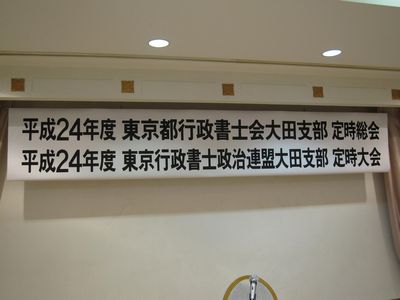 平成24年度 東京都行政書士会大田支部 定時総会
平成24年度 東京行政書士政治連盟大田支部 定時大会